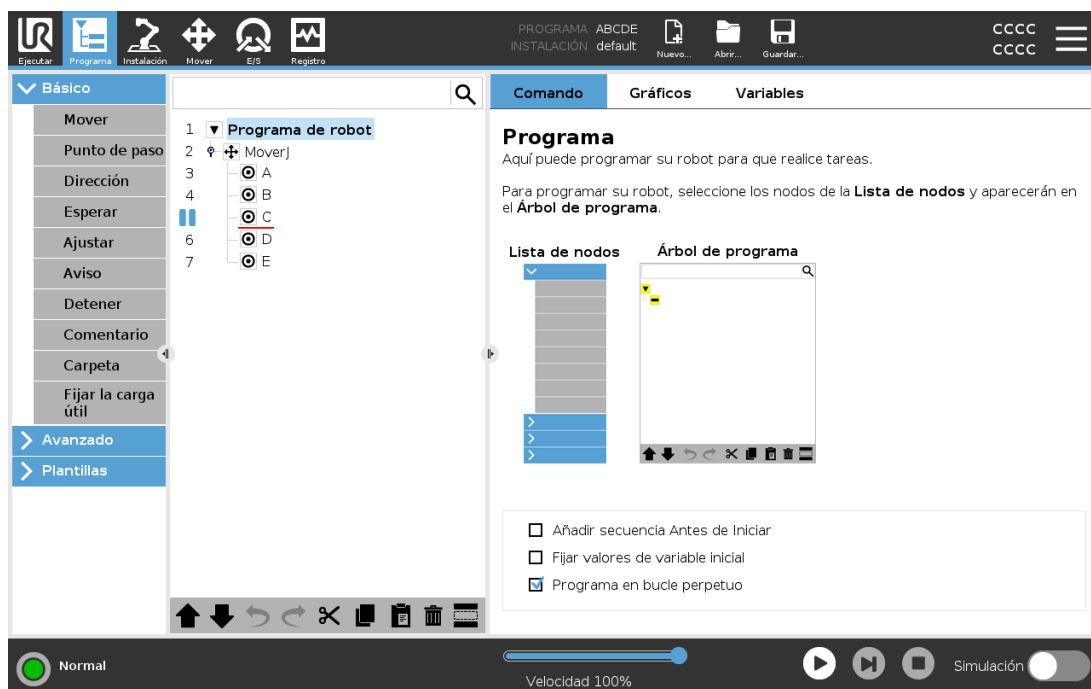 UR
Ejecutar
Programa
Instalación
Mover
E/S
Registro
PROGRAMA ABCDE
INSTALACIÓN default
Nuevo...
Abrir...
Guardar...
CCCC
CCCC
Básico
Mover
Punto de paso
Dirección
Esperar
Ajustar
Aviso
Detener
Comentario
Carpeta
Fijar la carga
útil
Avanzado
Plantillas
1 Programa de robot
2 MoverJ
3 A
4 B
C
6 D
7 E
Comando Gráficos Variables
Programa
Aquí puede programar su robot para que realice tareas.
Para programar su robot, seleccione los nodos de la Lista de nodos y aparecerán en
el Árbol de programa.
Lista de nodos
Árbol de programa
Añadir secuencia Antes de Iniciar
Fijar valores de variable inicial
Programa en bucle perpetuo
Normal
Velocidad 100%
Simulación